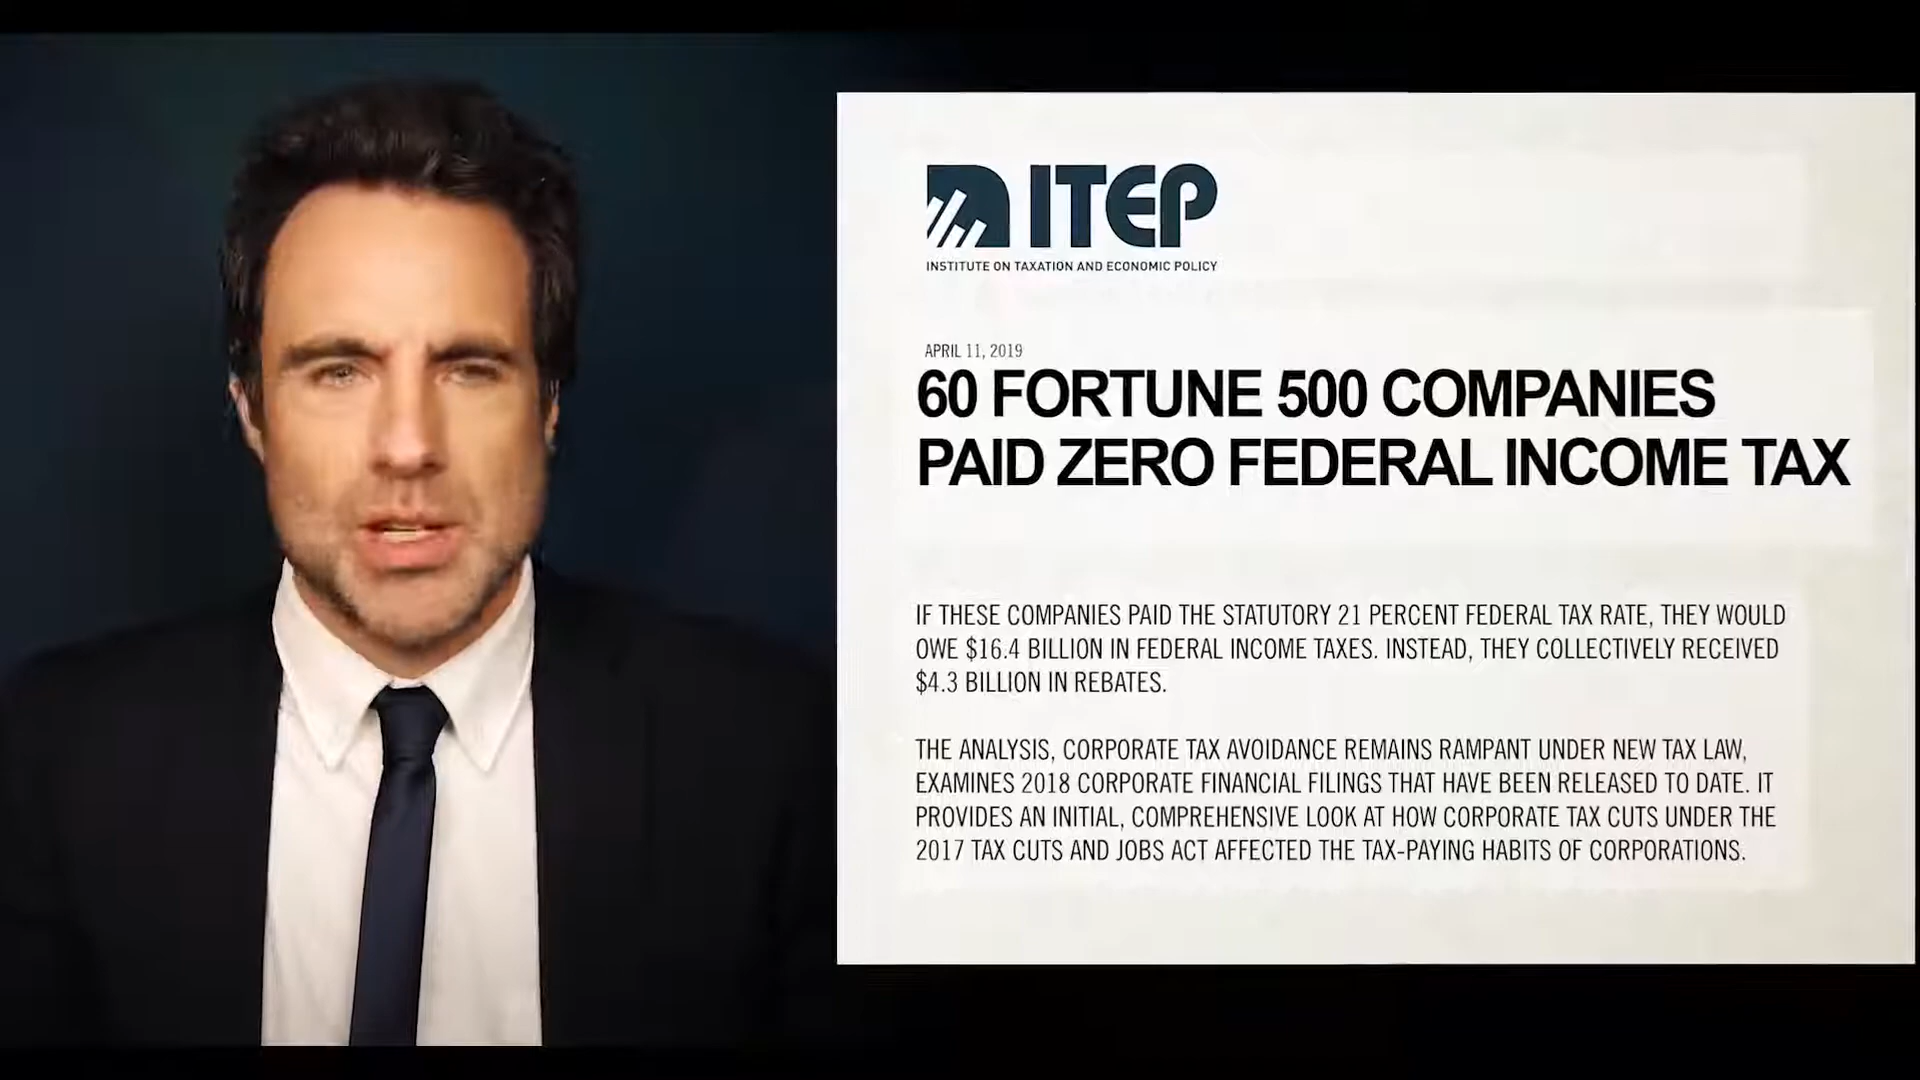 ITEP
INSTITUTE ON TAXATION AND ECONOMIC POLICY
APRIL 11, 2019
60 FORTUNE 500 COMPANIES
PAID ZERO FEDERAL INCOME TAX
IF THESE COMPANIES PAID THE STATUTORY 21 PERCENT FEDERAL TAX RATE, THEY WOULD
OWE $16.4 BILLION IN FEDERAL INCOME TAXES. INSTEAD, THEY COLLECTIVELY RECEIVED
$4.3 BILLION IN REBATES.
THE ANALYSIS, CORPORATE TAX AVOIDANCE REMAINS RAMPANT UNDER NEW TAX LAW,
EXAMINES 2018 CORPORATE FINANCIAL FILINGS THAT HAVE BEEN RELEASED TO DATE. IT
PROVIDES AN INITIAL, COMPREHENSIVE LOOK AT HOW CORPORATE TAX CUTS UNDER THE
2017 TAX CUTS AND JOBS ACT AFFECTED THE TAX-PAYING HABITS OF CORPORATIONS.